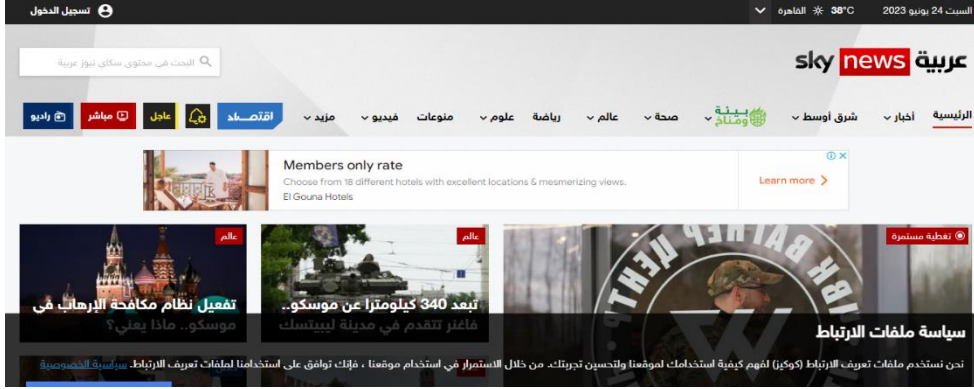 السبت 24 يونيو 2023
38°C القاهرة
تسجيل الدخول
sky news عربية
البحث في محتوى سكاي نيوز عربية
الرئيسية أخبار شرق أوسط بيئة ومناخ صحة عالم رياضة علوم منوعات فيديو مزيد اقتصاد عاجل مباشر راديو
Members only rate
Choose from 18 different hotels with excellent locations & mesmerizing views.
El Gouna Hotels
Learn more
تغطية مستمرة
ЦЕНТР
عالم
تبعد 340 كيلومترا عن موسكو..
فاغنر تتقدم في مدينة ليبيتسك
عالم
تفعيل نظام مكافحة الإرهاب في
موسكو.. ماذا يعني؟
سياسة ملفات الارتباط
نحن نستخدم ملفات تعريف الارتباط (كوكيز) لفهم كيفية استخدامك لموقعنا ولتحسين تجربتك. من خلال الاستمرار في استخدام موقعنا ، فإنك توافق على استخدامنا لملفات تعريف الارتباط. سياسية الخصوصية